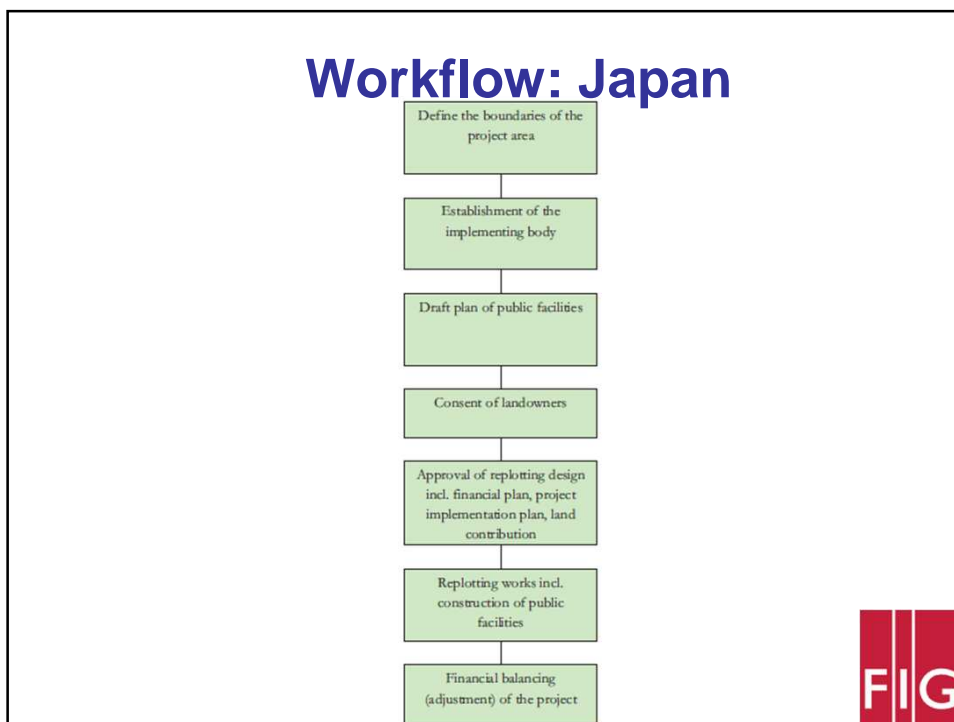 Workflow: Japan
Define the boundaries of the
project area
Establishment of the
implementing body
Draft plan of public facilities
Consent of landowners
Approval of replotting design
incl. financial plan, project
implementation plan, land
contribution
Replotting works incl.
construction of public
facilities
Financial balancing
(adjustment) of the project
FIG